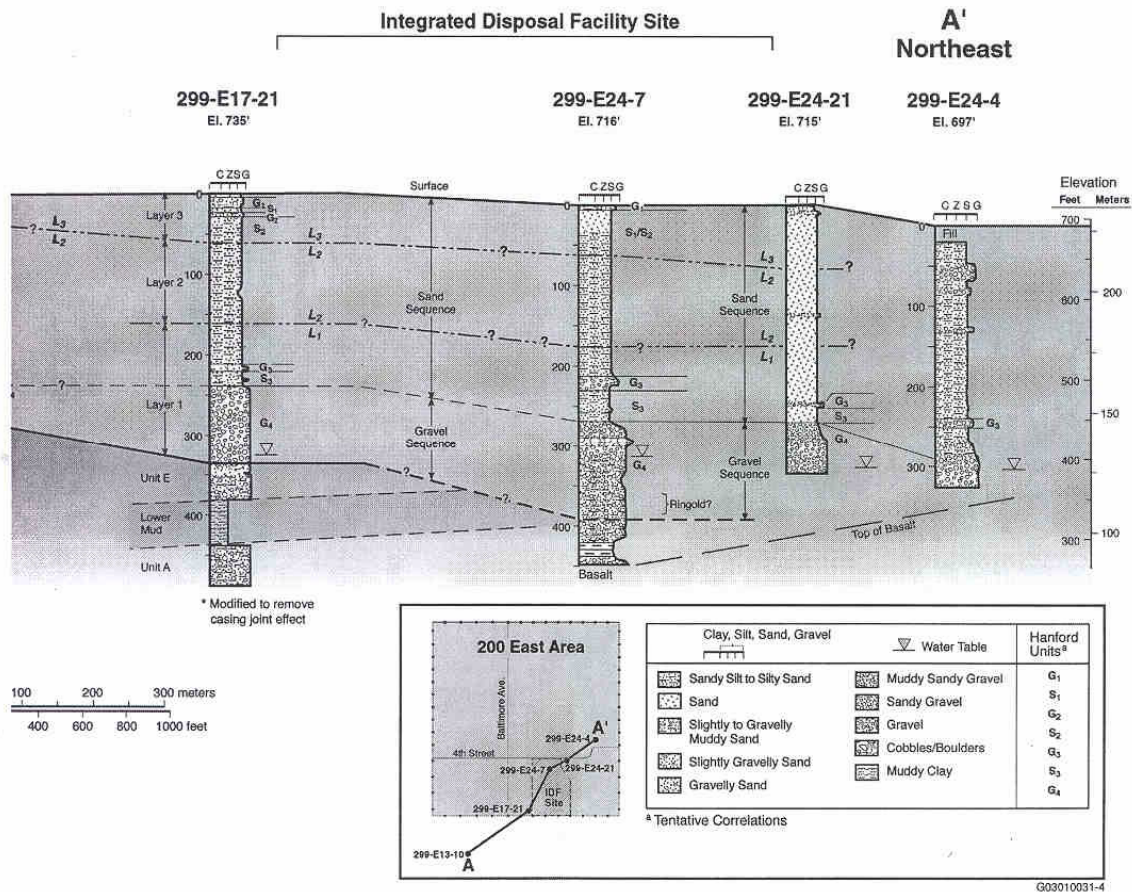 Integrated Disposal Facility Site
A'
Northeast
299-E17-21
El. 735'
299-E24-7
El. 716'
299-E24-21
El. 715'
299-E24-4
El. 697'
C Z S G
Surface
C Z S G
C Z S G
C Z S G
Elevation
Feet Meters
0
G1
S1
G2
S2
Layer 3
L3
L2
?
L3
L2
?
0
G1
S1/S2
L3
L2
?
0
Fill
700
Layer 2
100
Sand
Sequence
100
Sand
Sequence
100
600
200
L2
L1
?
?
?
L2
L1
?
200
G3
S3
200
G3
S3
G3
S3
200
500
?
Layer 1
G4
Gravel
Sequence
?
G4
G3
150
300
300
G4
Gravel
Sequence
300
400
Unit E
?
Ringold?
Lower
Mud
400
400
Top of Basalt
300
100
Unit A
Basalt
* Modified to remove
casing joint effect
100 200 300 meters
400 600 800 1000 feet
200 East Area
Baltimore Ave.
4th Street
A'
299-E24-4
299-E24-7
299-E24-21
IDF
Site
299-E17-21
299-E13-10
A
Clay, Silt, Sand, Gravel
Water Table
Sandy Silt to Silty Sand
Sand
Slightly to Gravelly
Muddy Sand
Slightly Gravelly Sand
Gravelly Sand
Muddy Sandy Gravel
Sandy Gravel
Gravel
Cobbles/Boulders
Muddy Clay
Hanford
Units a
G1
S1
G2
S2
G3
S3
G4
a Tentative Correlations
G03010031-4